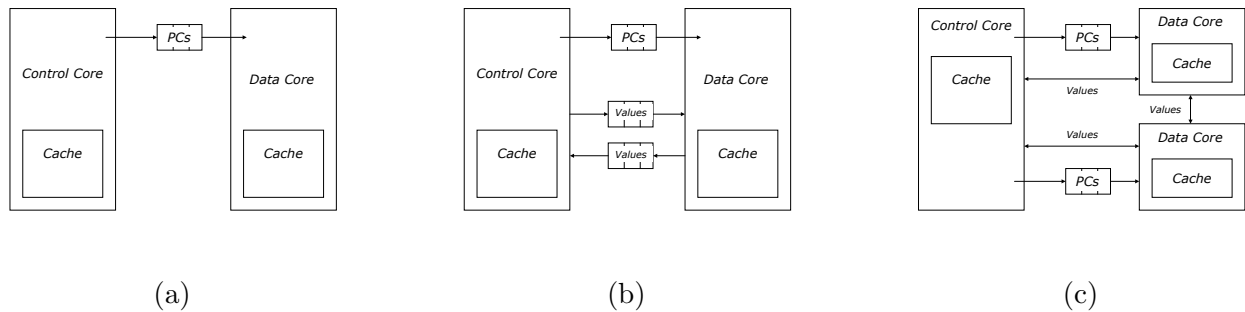 PCs
Control Core
Data Core
Cache
Cache
(a)
PCs
Control Core
Data Core
Values
Values
Cache
Cache
(b)
Control Core
PCs
Data Core
Cache
Cache
Values
Values
Values
Data Core
PCs
Cache
(c)